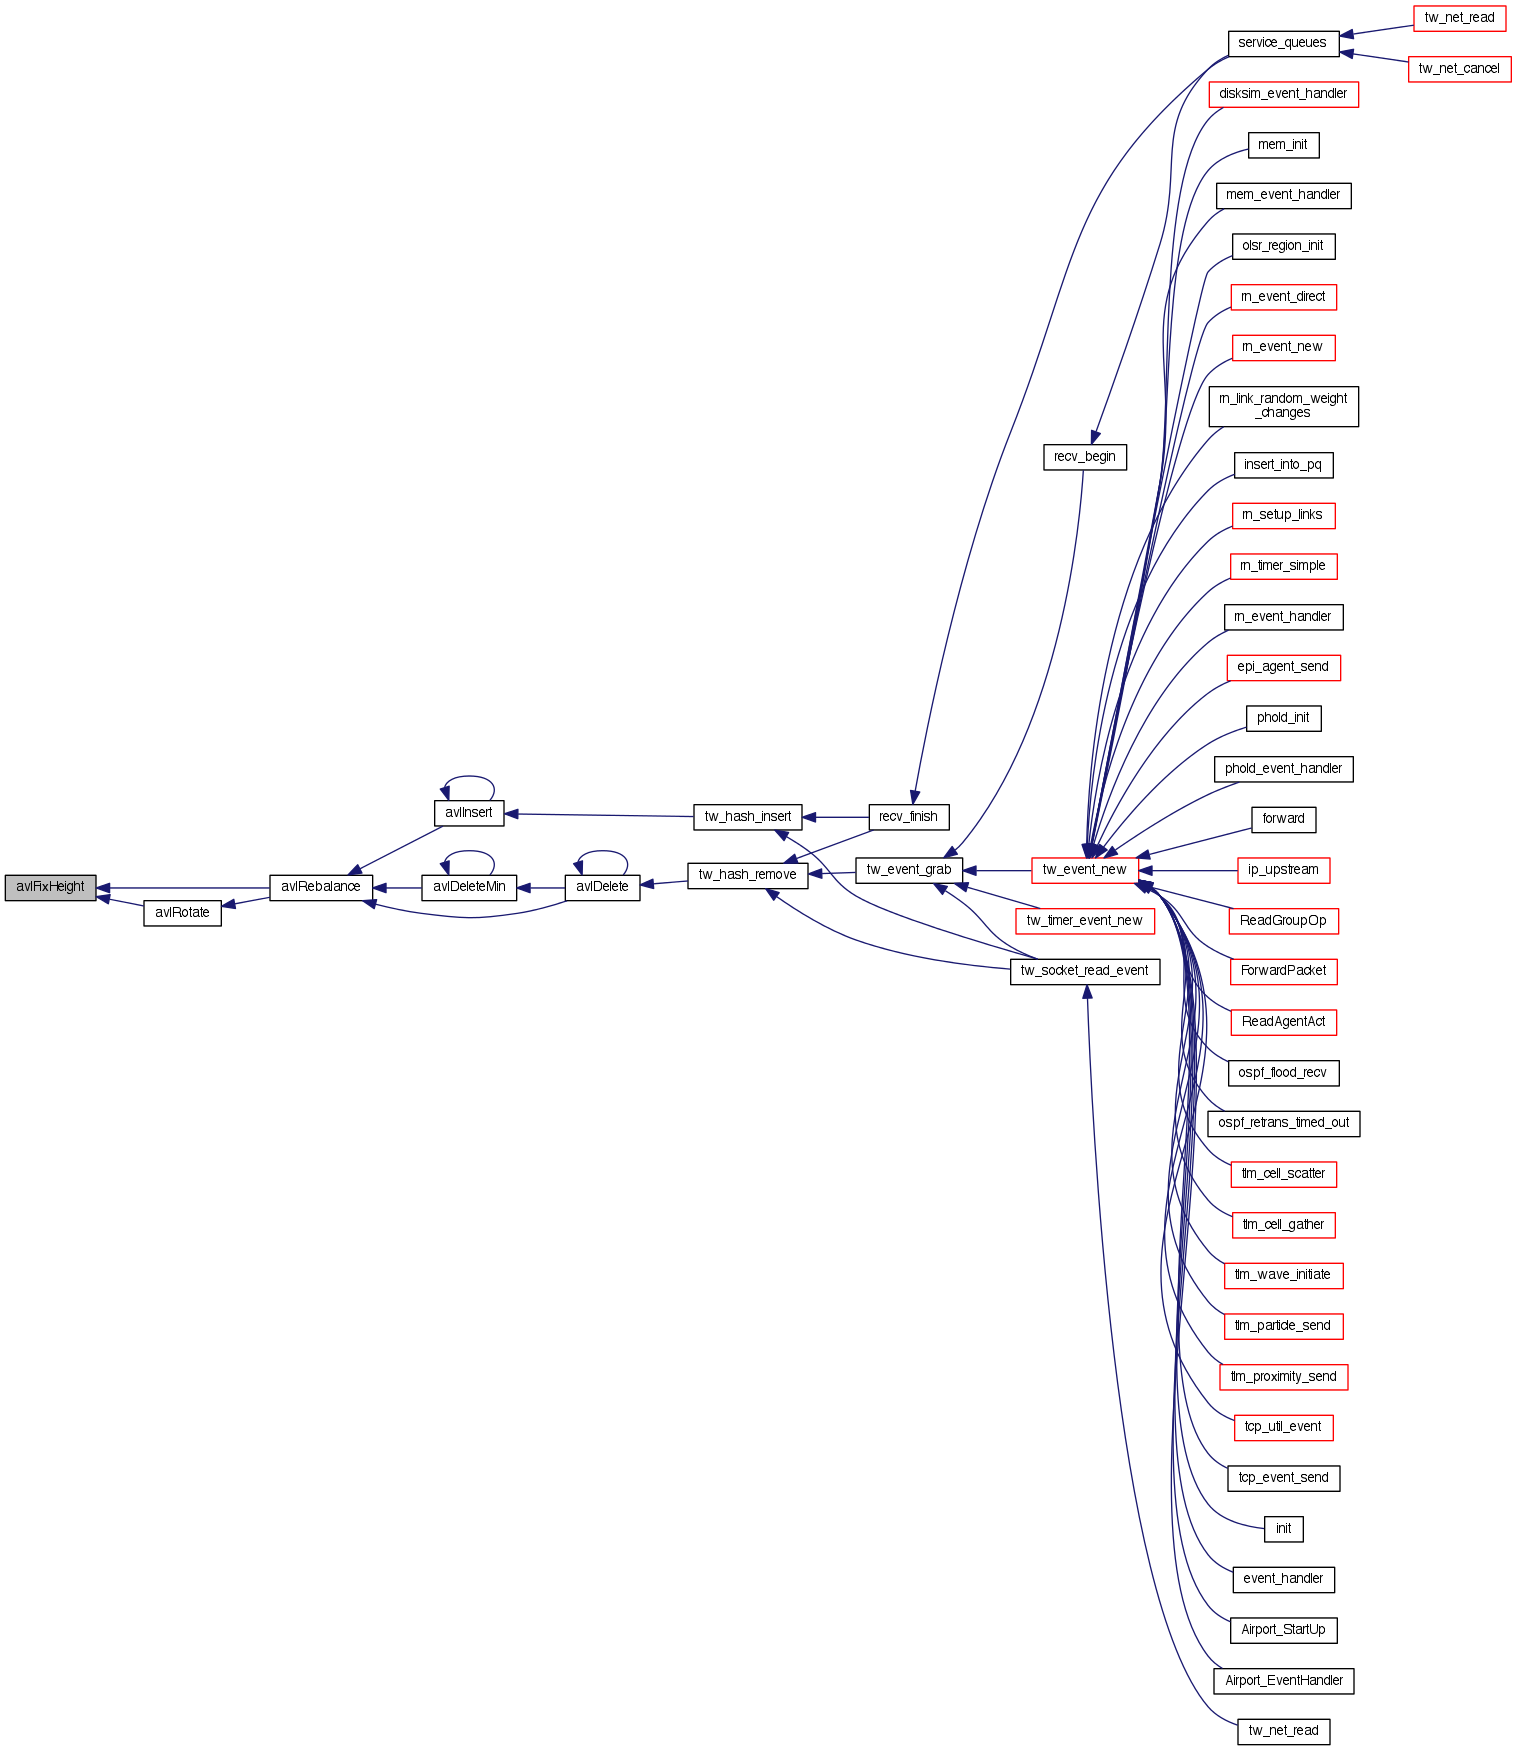 tw_net_read
service_queues
tw_net_cancel
disksim_event_handler
mem_init
mem_event_handler
olsr_region_init
rn_event_direct
rn_event_new
rn_link_random_weight
_changes
recv_begin
insert_into_pq
rn_setup_links
rn_timer_simple
rn_event_handler
epi_agent_send
phold_init
phold_event_handler
avlInsert
tw_hash_insert
recv_finish
forward
avlFixHeight
avlRebalance
avlDeleteMin
avlDelete
tw_hash_remove
tw_event_grab
tw_event_new
ip_upstream
avlRotate
tw_timer_event_new
ReadGroupOp
tw_socket_read_event
ForwardPacket
ReadAgentAct
ospf_flood_recv
ospf_retrans_timed_out
tlm_cell_scatter
tlm_cell_gather
tlm_wave_initiate
tlm_particle_send
tlm_proximity_send
tcp_util_event
tcp_event_send
init
event_handler
Airport_StartUp
Airport_EventHandler
tw_net_read